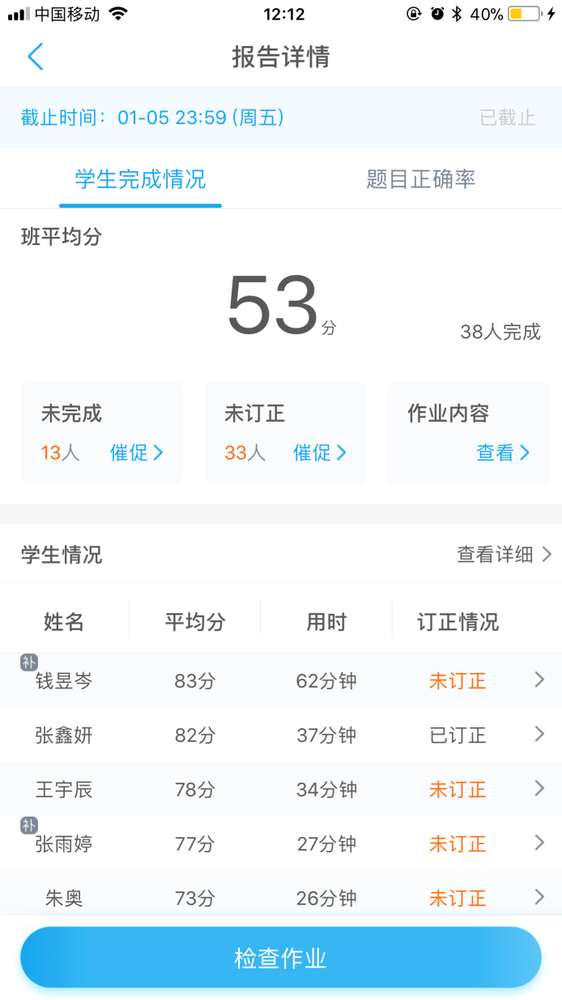 中国移动 12:12 40%
报告详情
截止时间：01-05 23:59 (周五) 已截止
学生完成情况 题目正确率
班平均分
53分
38人完成
未完成 未订正 作业内容
13人 催促 33人 催促 查看
学生情况 查看详细
姓名 平均分 用时 订正情况
补
钱昱岑 83分 62分钟 未订正
张鑫妍 82分 37分钟 已订正
王宇辰 78分 34分钟 未订正
补
张雨婷 77分 27分钟 未订正
朱奥 73分 26分钟 未订正
检查作业